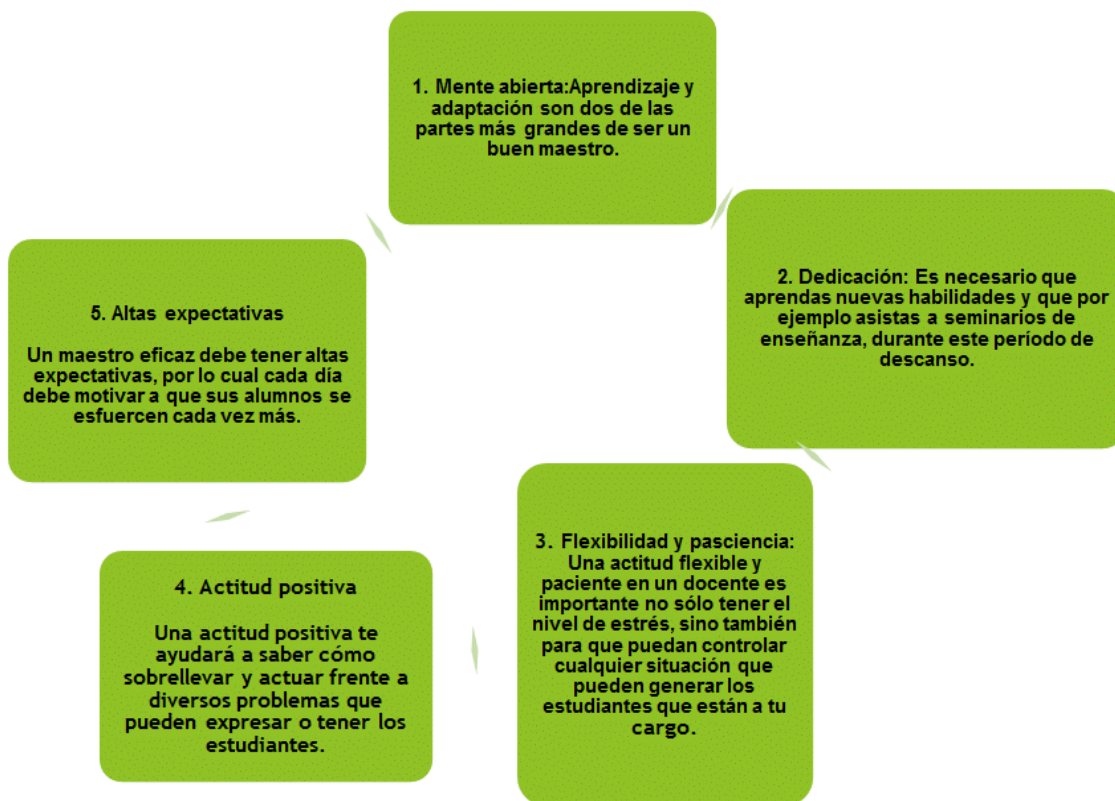 1. Mente abierta:Aprendizaje y
adaptación son dos de las
partes más grandes de ser un
buen maestro.
2. Dedicación: Es necesario que
aprendas nuevas habilidades y que por
ejemplo asistas a seminarios de
enseñanza, durante este período de
descanso.
3. Flexibilidad y pasciencia:
Una actitud flexible y
paciente en un docente es
importante no sólo tener el
nivel de estrés, sino también
para que puedan controlar
cualquier situación que
pueden generar los
estudiantes que están a tu
cargo.
4. Actitud positiva
Una actitud positiva te
ayudará a saber cómo
sobrellevar y actuar frente a
diversos problemas que
pueden expresar o tener los
estudiantes.
5. Altas expectativas
Un maestro eficaz debe tener altas
expectativas, por lo cual cada día
debe motivar a que sus alumnos se
esfuercen cada vez más.